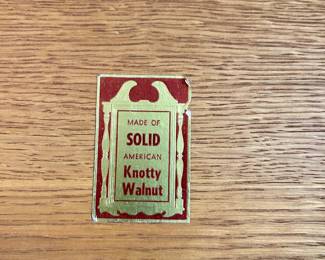 MADE OF
SOLID
AMERICAN
Knotty
Walnut